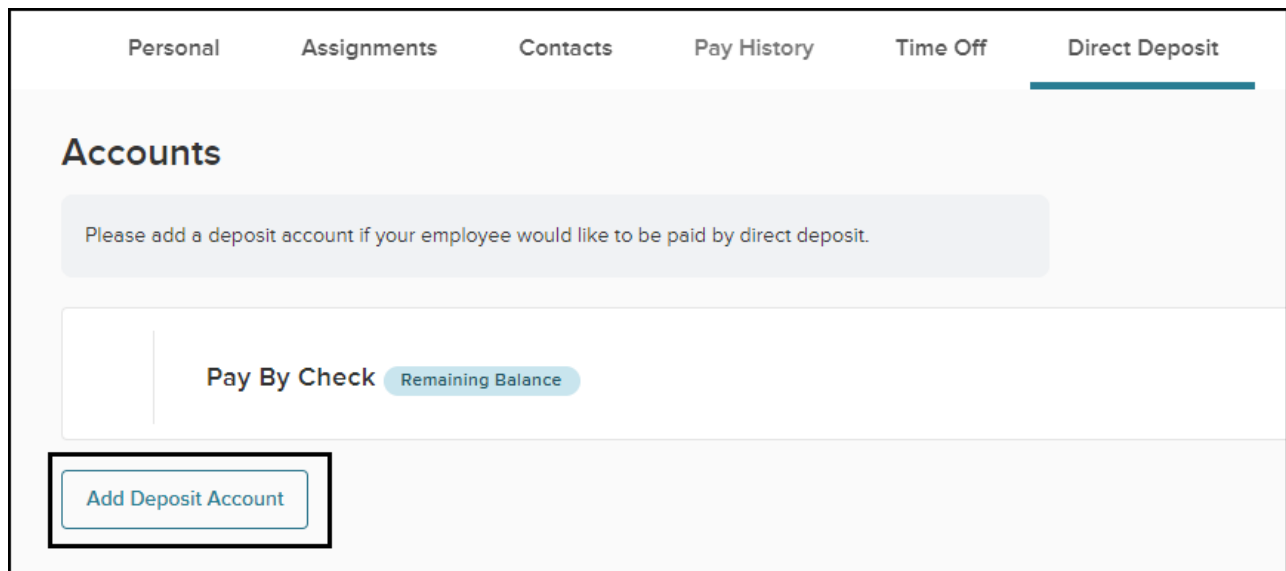 Personal Assignments Contacts Pay History Time Off Direct Deposit
Accounts
Please add a deposit account if your employee would like to be paid by direct deposit.
Pay By Check Remaining Balance
Add Deposit Account